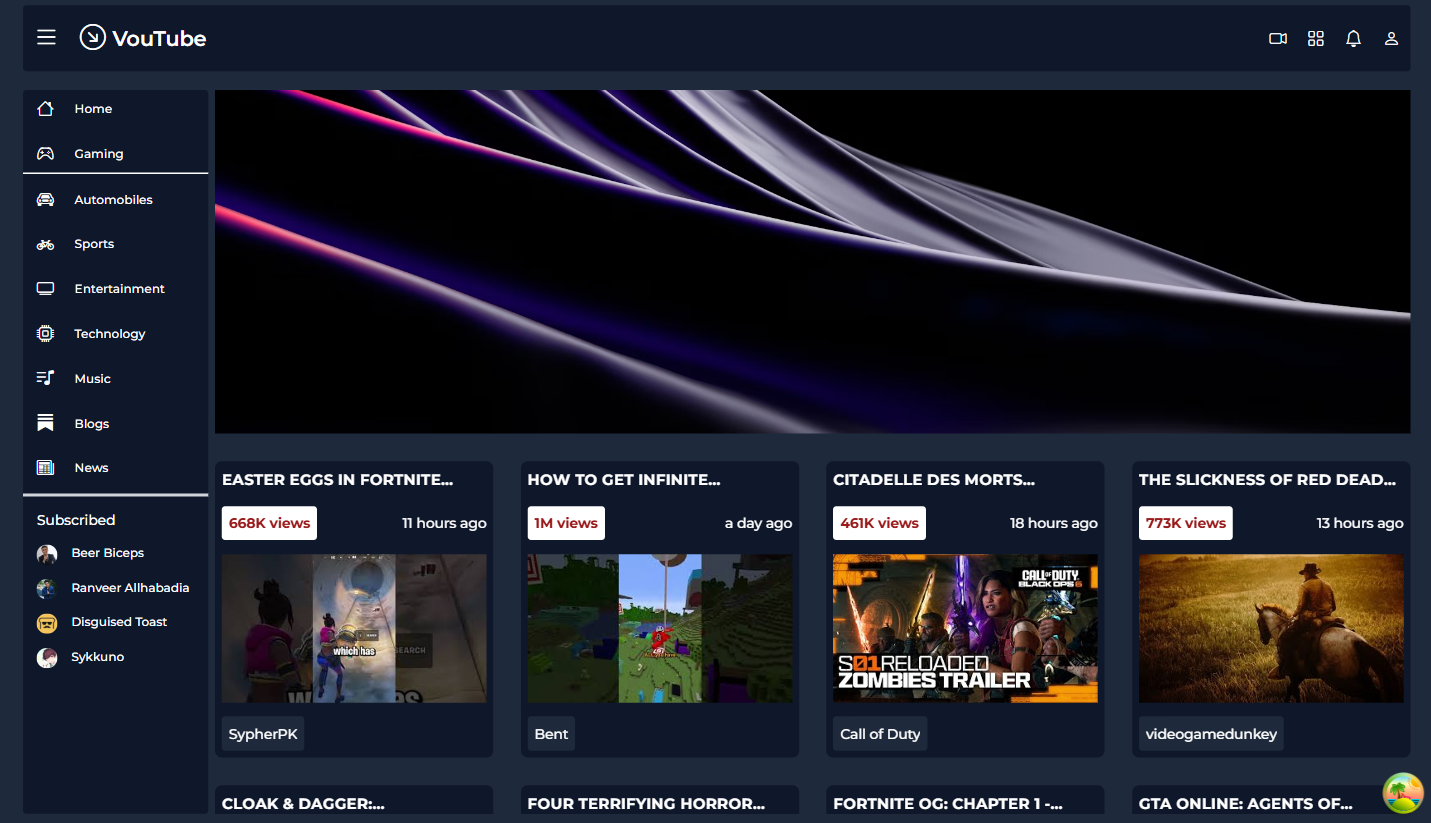 VouTube
Home
Gaming
Automobiles
Sports
Entertainment
Technology
Music
Blogs
News
Subscribed
Beer Biceps
Ranveer Allhabadia
Disguised Toast
Sykkuno
EASTER EGGS IN FORTNITE...
668K views 11 hours ago
which has
SEARCH
SypherPK
HOW TO GET INFINITE...
1M views a day ago
Bent
CITADELLE DES MORTS...
461K views 18 hours ago
CALL OF DUTY
BLACK OPS 6
S01 RELOADED
ZOMBIES TRAILER
Call of Duty
THE SLICKNESS OF RED DEAD...
773K views 13 hours ago
videogamedunkey
CLOAK & DAGGER:...
FOUR TERRIFYING HORROR...
FORTNITE OG: CHAPTER 1 -...
GTA ONLINE: AGENTS OF...